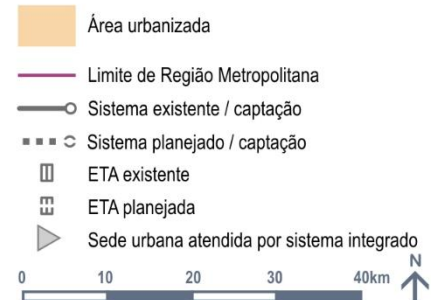 Área urbanizada
Limite de Região Metropolitana
Sistema existente / captação
Sistema planejado / captação
ETA existente
ETA planejada
Sede urbana atendida por sistema integrado
N
0 10 20 30 40km